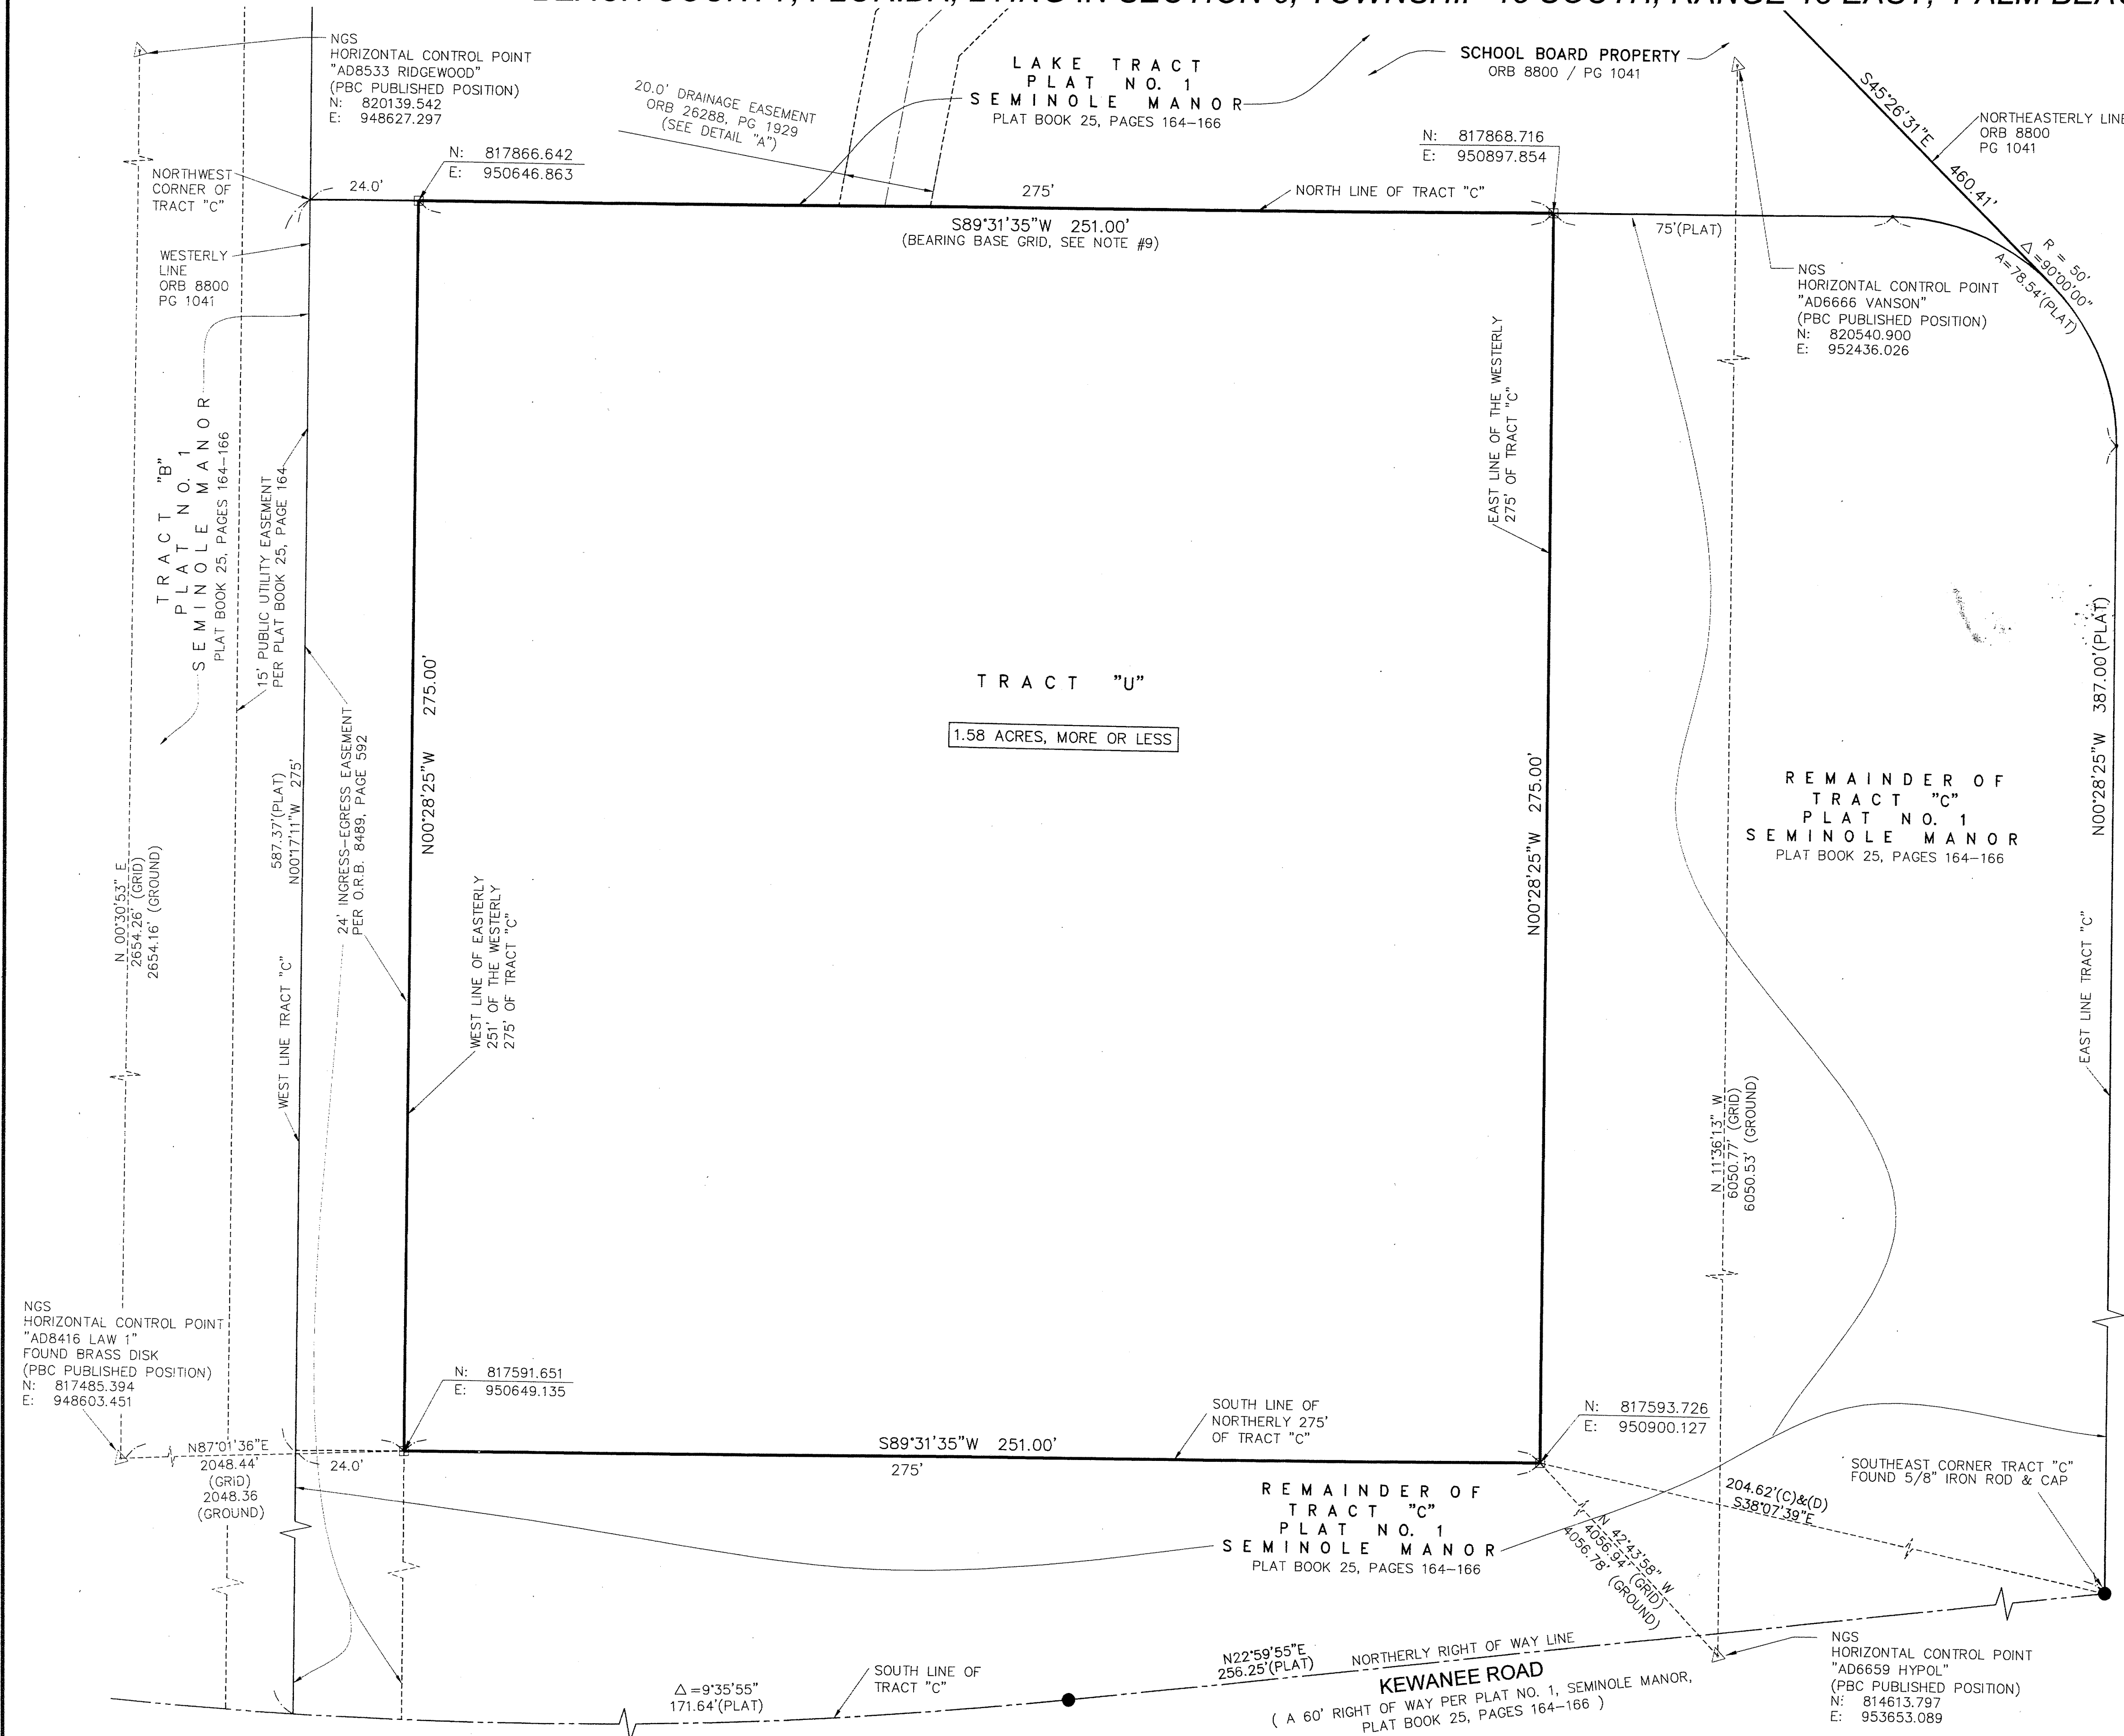 NGS
HORIZONTAL CONTROL POINT
"AD8533 RIDGEWOOD"
(PBC PUBLISHED POSITION)
N: 820139.542
E: 948627.297
20.0' DRAINAGE EASEMENT
ORB 26288, PG 1929
(SEE DETAIL "A")
LAKE TRACT
PLAT NO. 1
SEMINOLE MANOR
PLAT BOOK 25, PAGES 164-166
SCHOOL BOARD PROPERTY
ORB 8800 / PG 1041
S45°26'31"E
460.41'
NORTHEASTERLY LINE
ORB 8800
PG 1041
N: 817866.642
E: 950646.863
N: 817868.716
E: 950897.854
NORTHWEST
CORNER OF
TRACT "C"
24.0'
275'
NORTH LINE OF TRACT "C"
S89°31'35"W 251.00'
(BEARING BASE GRID, SEE NOTE #9)
75'(PLAT)
R = 50'
△=90°00'00"
A=78.54'(PLAT)
WESTERLY
LINE
ORB 8800
PG 1041
NGS
HORIZONTAL CONTROL POINT
"AD6666 VANSON"
(PBC PUBLISHED POSITION)
N: 820540.900
E: 952436.026
TRACT "B"
PLAT NO. 1
SEMINOLE MANOR
PLAT BOOK 25, PAGES 164-166
15' PUBLIC UTILITY EASEMENT
PER PLAT BOOK 25, PAGE 164
EAST LINE OF THE WESTERLY
275' OF TRACT "C"
TRACT "U"
1.58 ACRES, MORE OR LESS
N00°28'25"W 275.00'
N00°28'25"W 275.00'
N00°28'25"W 387.00'(PLAT)
587.37'(PLAT)
N00°17'11"W 275'
24' INGRESS-EGRESS EASEMENT
PER O.R.B. 8489, PAGE 592
REMAINDER OF
TRACT "C"
PLAT NO. 1
SEMINOLE MANOR
PLAT BOOK 25, PAGES 164-166
N 00°30'53" E
2654.26' (GRID)
2654.16' (GROUND)
WEST LINE TRACT "C"
WEST LINE OF EASTERLY
251' OF THE WESTERLY
275' OF TRACT "C"
EAST LINE TRACT "C"
N 11°36'13" W
6050.77' (GRID)
6050.53' (GROUND)
NGS
HORIZONTAL CONTROL POINT
"AD8416 LAW 1"
FOUND BRASS DISK
(PBC PUBLISHED POSITION)
N: 817485.394
E: 948603.451
N: 817591.651
E: 950649.135
SOUTH LINE OF
NORTHERLY 275'
OF TRACT "C"
N: 817593.726
E: 950900.127
N87°01'36"E
2048.44'
(GRID)
2048.36
(GROUND)
24.0'
S89°31'35"W 251.00'
275'
REMAINDER OF
TRACT "C"
PLAT NO. 1
SEMINOLE MANOR
PLAT BOOK 25, PAGES 164-166
204.62'(C)&(D)
S38°07'39"E
SOUTHEAST CORNER TRACT "C"
FOUND 5/8" IRON ROD & CAP
N 42°43'58" W
4056.94' (GRID)
4056.78' (GROUND)
△=9°35'55"
171.64'(PLAT)
SOUTH LINE OF
TRACT "C"
N22°59'55"E
256.25'(PLAT)
NORTHERLY RIGHT OF WAY LINE
KEWANEE ROAD
( A 60' RIGHT OF WAY PER PLAT NO. 1, SEMINOLE MANOR,
PLAT BOOK 25, PAGES 164-166 )
NGS
HORIZONTAL CONTROL POINT
"AD6659 HYPOL"
(PBC PUBLISHED POSITION)
N: 814613.797
E: 953653.089